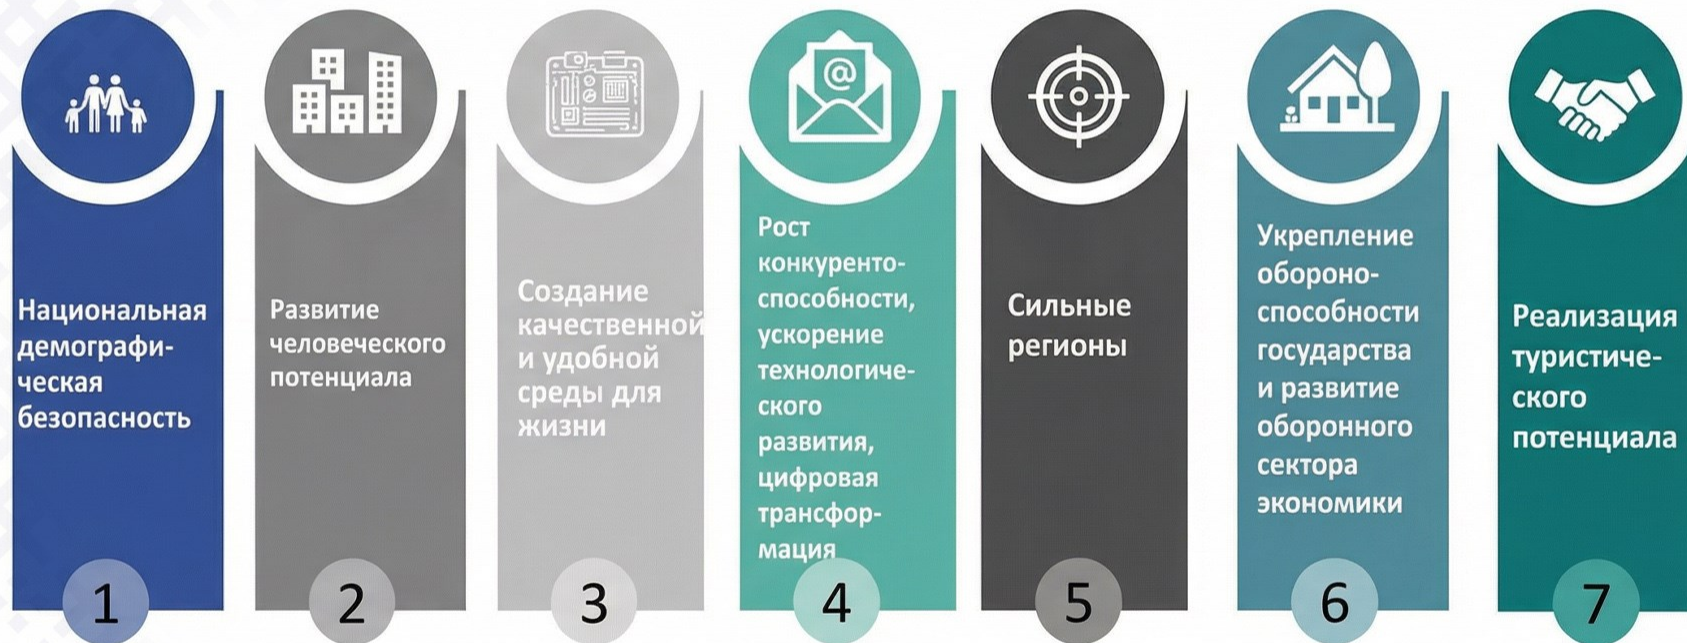 @
Национальная
демографи-
ческая
безопасность
1
Развитие
человеческого
потенциала
2
Создание
качественной
и удобной
среды для
жизни
3
Рост
конкуренто-
способности,
ускорение
технологиче-
ского
развития,
цифровая
трансфор-
мация
4
Сильные
регионы
5
Укрепление
обороно-
способности
государства
и развитие
оборонного
сектора
экономики
6
Реализация
туристиче-
ского
потенциала
7